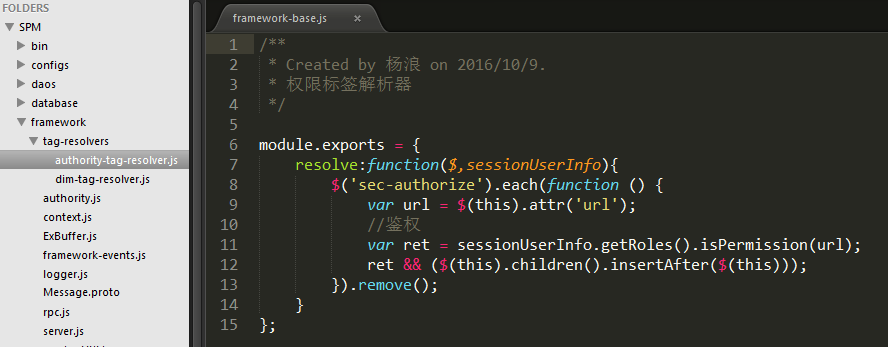 FOLDERS
SPM
bin
configs
daos
database
framework
tag-resolvers
authority-tag-resolver.js
dim-tag-resolver.js
authority.js
context.js
ExBuffer.js
framework-events.js
logger.js
Message.proto
rpc.js
server.js
framework-base.js ×
1 /**
2  * Created by 杨浪 on 2016/10/9.
3  * 权限标签解析器
4  */
5
6 module.exports = {
7     resolve:function($,sessionUserInfo){
8         $('sec-authorize').each(function () {
9             var url = $(this).attr('url');
10             //鉴权
11             var ret = sessionUserInfo.getRoles().isPermission(url);
12             ret && ($(this).children().insertAfter($(this)));
13         }).remove();
14     }
15 };